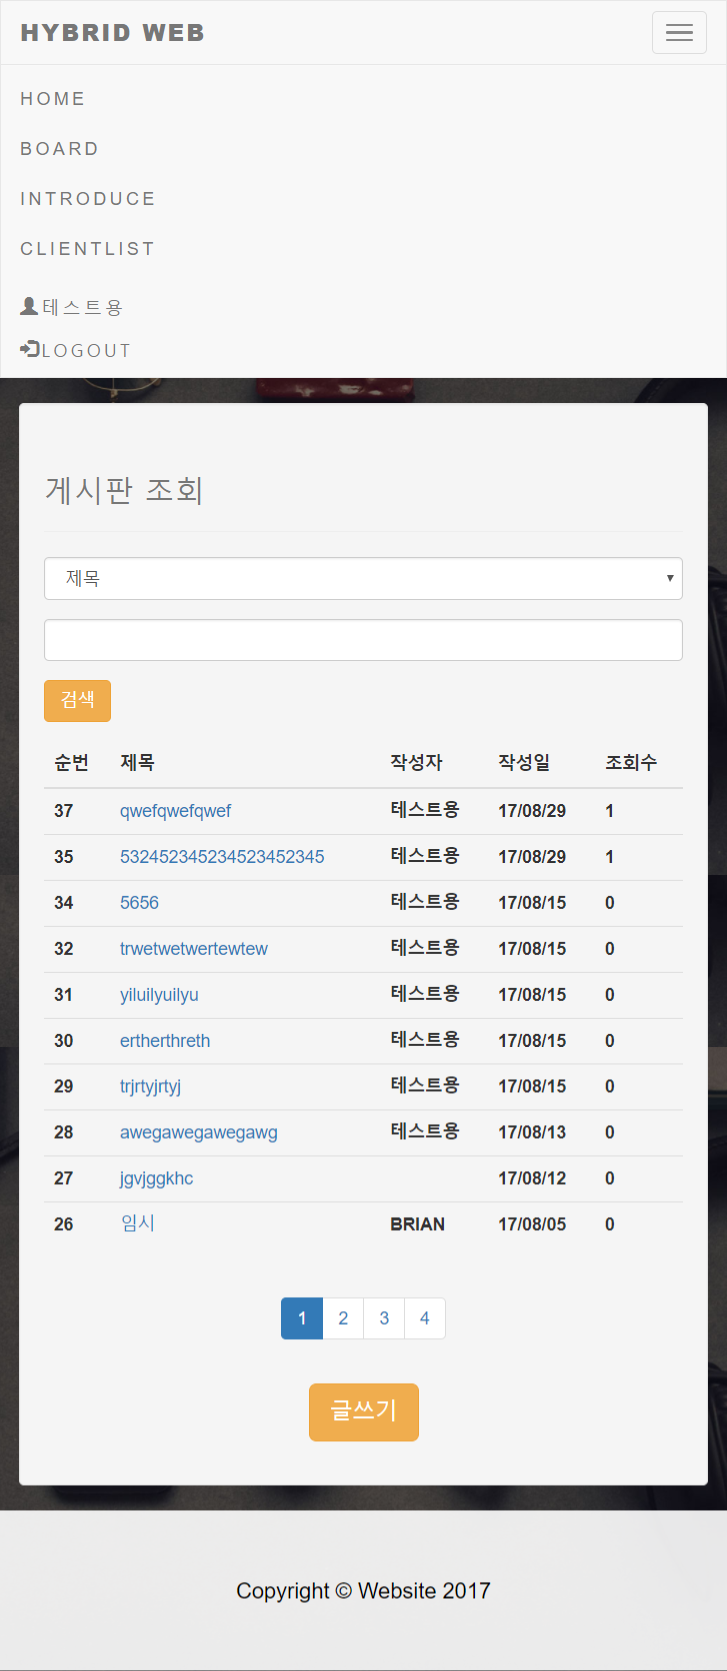 HYBRID WEB
HOME
BOARD
INTRODUCE
CLIENTLIST
테스트용
LOGOUT
게시판 조회
제목
검색
순번 제목 작성자 작성일 조회수
37 qwefqwefqwef 테스트용 17/08/29 1
35 532452345234523452345 테스트용 17/08/29 1
34 5656 테스트용 17/08/15 0
32 trwetwetwertewtew 테스트용 17/08/15 0
31 yiluilyuilyu 테스트용 17/08/15 0
30 ertherthreth 테스트용 17/08/15 0
29 trjrtyjrtyj 테스트용 17/08/15 0
28 awegawegawegawg 테스트용 17/08/13 0
27 jgvjggkhc 17/08/12 0
26 임시 BRIAN 17/08/05 0
1 2 3 4
글쓰기
Copyright © Website 2017